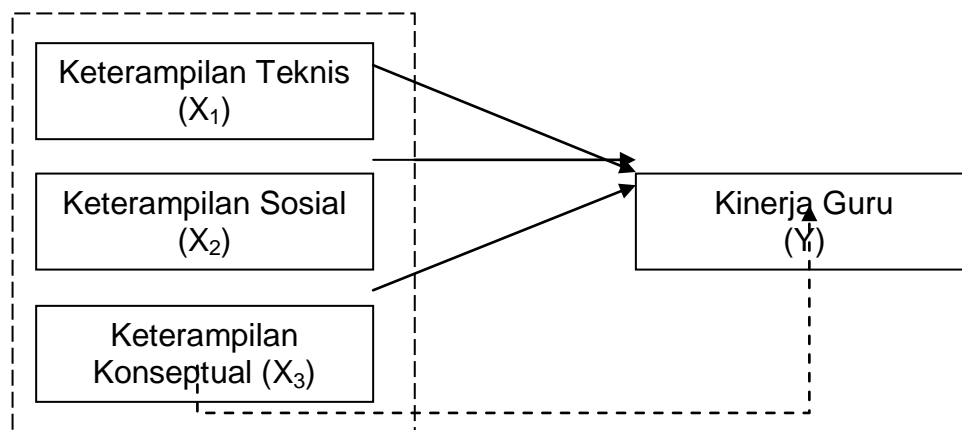 Keterampilan Teknis
(X₁)
Keterampilan Sosial
(X₂)
Keterampilan
Konseptual (X₃)
Kinerja Guru
(Y)